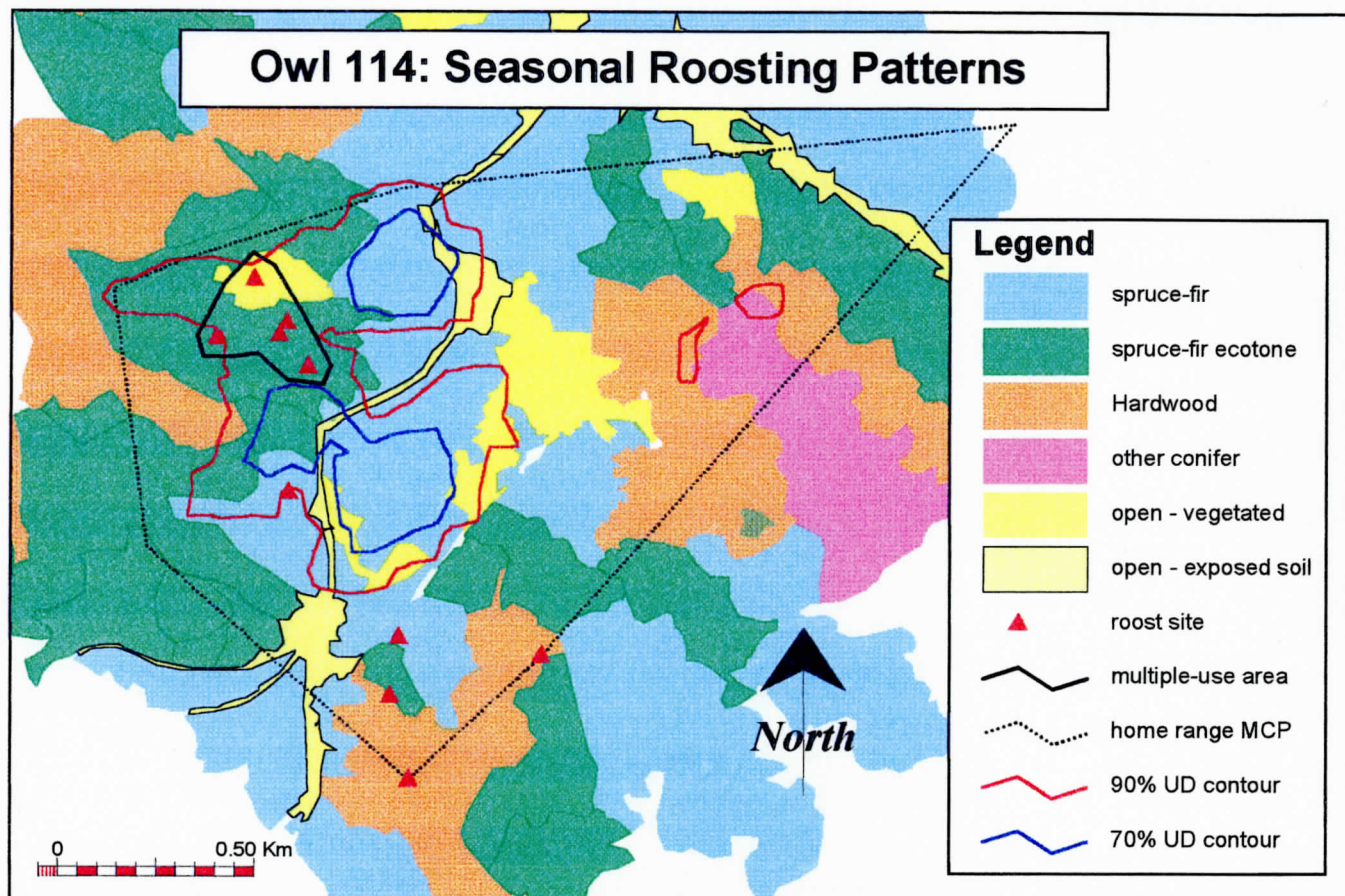 Owl 114: Seasonal Roosting Patterns
Legend
spruce-fir
spruce-fir ecotone
Hardwood
other conifer
open - vegetated
open - exposed soil
roost site
multiple-use area
home range MCP
90% UD contour
70% UD contour
North
0 0.50 Km